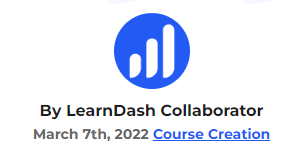 By LearnDash Collaborator
March 7th, 2022 Course Creation